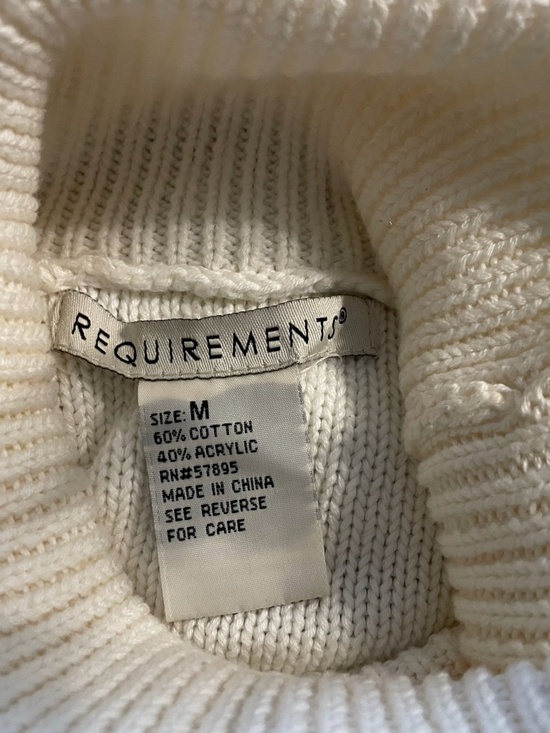 REQUIREMENTS®
SIZE: M
60% COTTON
40% ACRYLIC
RN#57895
MADE IN CHINA
SEE REVERSE
FOR CARE